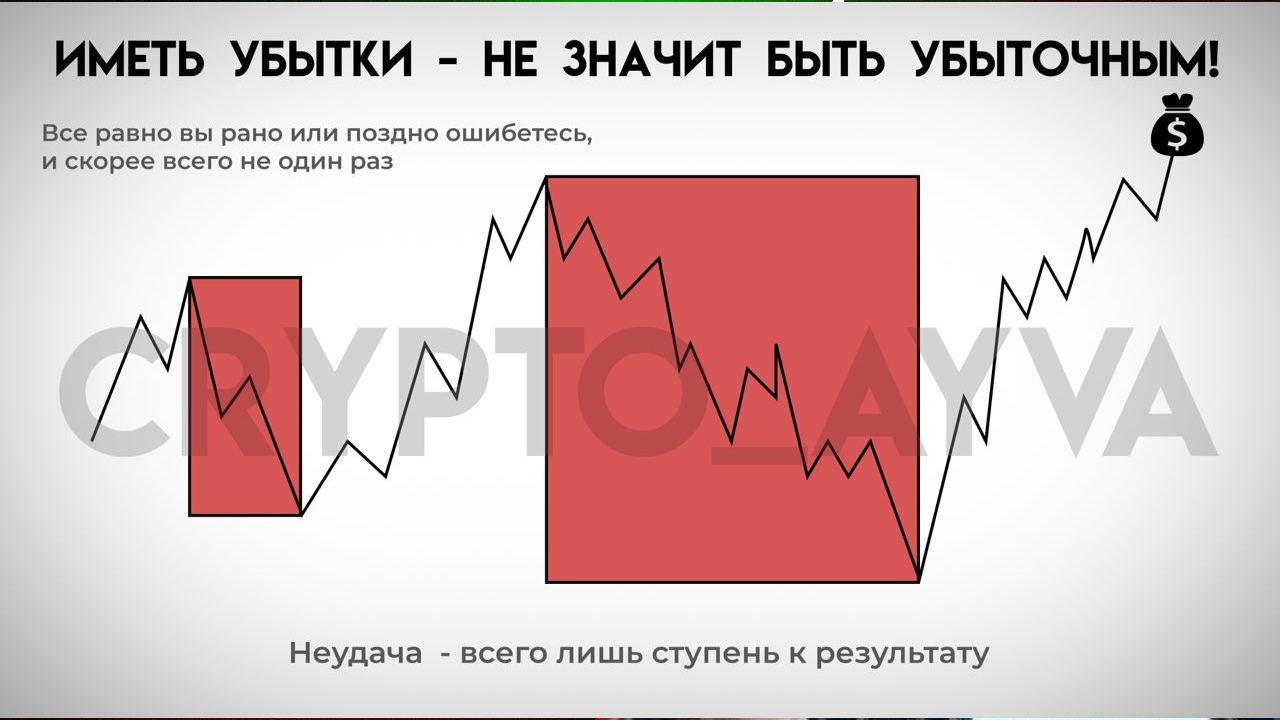 ИМЕТЬ УБЫТКИ - НЕ ЗНАЧИТ БЫТЬ УБЫТОЧНЫМ!
Все равно вы рано или поздно ошибетесь,
и скорее всего не один раз
$
CRYPTO_AYVA
Неудача - всего лишь ступень к результату